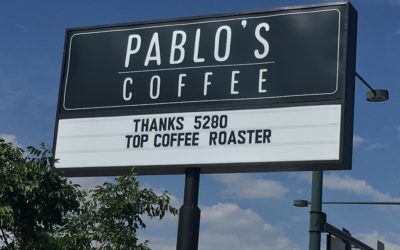 PABLO'S
COFFEE
THANKS 5280
TOP COFFEE ROASTER